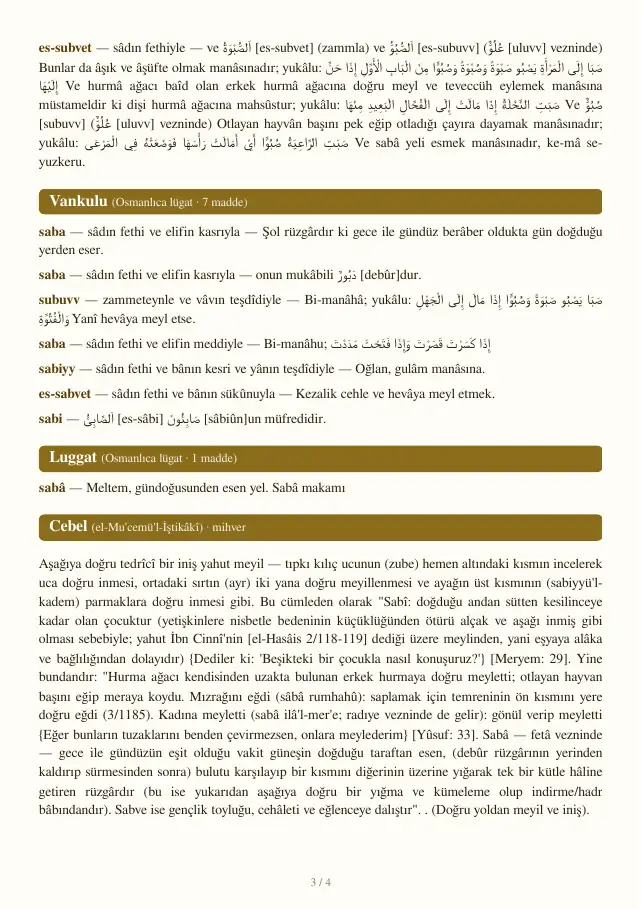 es-subvet — sâdın fethiyle — ve اَلصُّبْوَةُ [es-subvet] (zammla) ve اَلصُّبُوُّ [es-subuvv] (عُلُوٌّ [uluvv] vezninde)
Bunlar da âşık ve âşüfte olmak manâsınadır; yukâlu: صَبَا إِلَى الْمَرْأَةِ يَصْبُو صَبْوَةً وَصُبْوَةً وَصُبُوًّا مِنَ الْبَابِ الْأَوَّلِ إِذَا حَنَّ
إِلَيْهَا Ve hurmâ ağacı baîd olan erkek hurmâ ağacına doğru meyl ve teveccüh eylemek manâsına
müstameldir ki dişi hurmâ ağacına mahsûstur; yukâlu: صَبَتِ النَّخْلَةُ إِذَا مَالَتْ إِلَى الْفُحَّالِ الْبَعِيدِ مِنْهَا Ve صُبُوٌّ
[subuvv] (عُلُوٌّ [uluvv] vezninde) Otlayan hayvân başını pek eğip otladığı çayıra dayamak manâsınadır;
yukâlu: صَبَتِ الرَّاعِيَةُ صُبُوًّا أَيْ أَمَالَتْ رَأْسَهَا فَوَضَعَتْهُ فِي الْمَرْعَى Ve sabâ yeli esmek manâsınadır, ke-mâ se-
yuzkeru.
Vankulu (Osmanlıca lügat · 7 madde)
saba — sâdın fethi ve elifin kasrıyla — Şol rüzgârdır ki gece ile gündüz berâber oldukta gün doğduğu
yerden eser.
saba — sâdın fethi ve elifin kasrıyla — onun mukâbili دَبُورٌ [debûr]dur.
subuvv — zammeteynle ve vâvın teşdîdiyle — Bi-manâhâ; yukâlu: صَبَا يَصْبُو صَبْوَةً وَصُبُوًّا إِذَا مَالَ إِلَى الْجَهْلِ
وَالْفُتُوَّةِ Yanî hevâya meyl etse.
saba — sâdın fethi ve elifin meddiyle — Bi-manâhu; إِذَا كَسَرْتَ قَصَرْتَ وَإِذَا فَتَحْتَ مَدَدْتَ
sabiyy — sâdın fethi ve bânın kesri ve yânın teşdîdiyle — Oğlan, gulâm manâsına.
es-sabvet — sâdın fethi ve bânın sükûnuyla — Kezalik cehle ve hevâya meyl etmek.
sabi — اَلصَّابِئُ [es-sâbi] صَابِئُونَ [sâbiûn]un müfredidir.
Luggat (Osmanlıca lügat · 1 madde)
sabâ — Meltem, gündoğusunden esen yel. Sabâ makamı
Cebel (el-Mu'cemü'l-İştikâkî) · mihver
Aşağıya doğru tedrîcî bir iniş yahut meyil — tıpkı kılıç ucunun (zube) hemen altındaki kısmın incelerek
uca doğru inmesi, ortadaki sırtın (ayr) iki yana doğru meyillenmesi ve ayağın üst kısmının (sabiyyü'l-
kadem) parmaklara doğru inmesi gibi. Bu cümleden olarak "Sabî: doğduğu andan sütten kesilinceye
kadar olan çocuktur (yetişkinlere nisbetle bedeninin küçüklüğünden ötürü alçak ve aşağı inmiş gibi
olması sebebiyle; yahut İbn Cinnî'nin [el-Hasâis 2/118-119] dediği üzere meylinden, yani eşyaya alâka
ve bağlılığından dolayıdır) {Dediler ki: 'Beşikteki bir çocukla nasıl konuşuruz?'} [Meryem: 29]. Yine
bundandır: "Hurma ağacı kendisinden uzakta bulunan erkek hurmaya doğru meyletti; otlayan hayvan
başını eğip meraya koydu. Mızrağını eğdi (sâbâ rumhahû): saplamak için temreninin ön kısmını yere
doğru eğdi (3/1185). Kadına meyletti (sabâ ilâ'l-mer'e; radıye vezninde de gelir): gönül verip meyletti
{Eğer bunların tuzaklarını benden çevirmezsen, onlara meylederim} [Yûsuf: 33]. Sabâ — fetâ vezninde
— gece ile gündüzün eşit olduğu vakit güneşin doğduğu taraftan esen, (debûr rüzgârının yerinden
kaldırıp sürmesinden sonra) bulutu karşılayıp bir kısmını diğerinin üzerine yığarak tek bir kütle hâline
getiren rüzgârdır (bu ise yukarıdan aşağıya doğru bir yığma ve kümeleme olup indirme/hadr
bâbındandır). Sabve ise gençlik toyluğu, cehâleti ve eğlenceye dalıştır". . (Doğru yoldan meyil ve iniş).
3 / 4